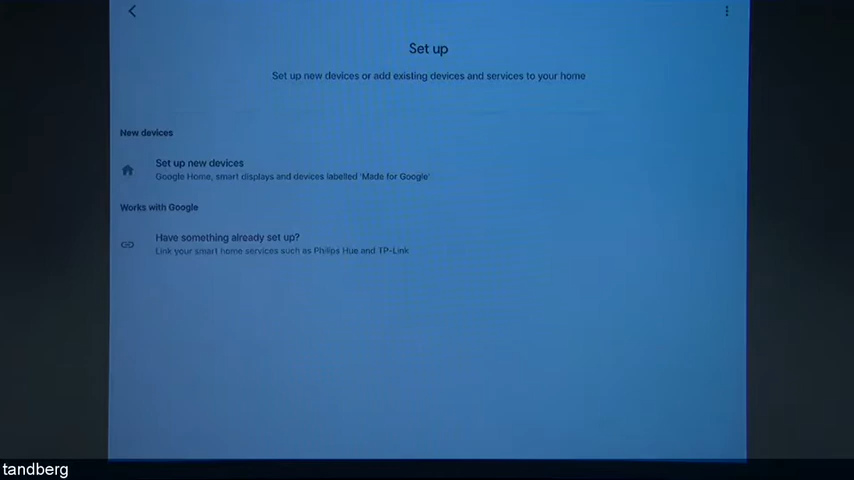 Set up
Set up new devices or add existing devices and services to your home
New devices
Set up new devices
Google Home, smart displays and devices labelled 'Made for Google'
Works with Google
Have something already set up?
Link your smart home services such as Philips Hue and TP-Link
tandberg